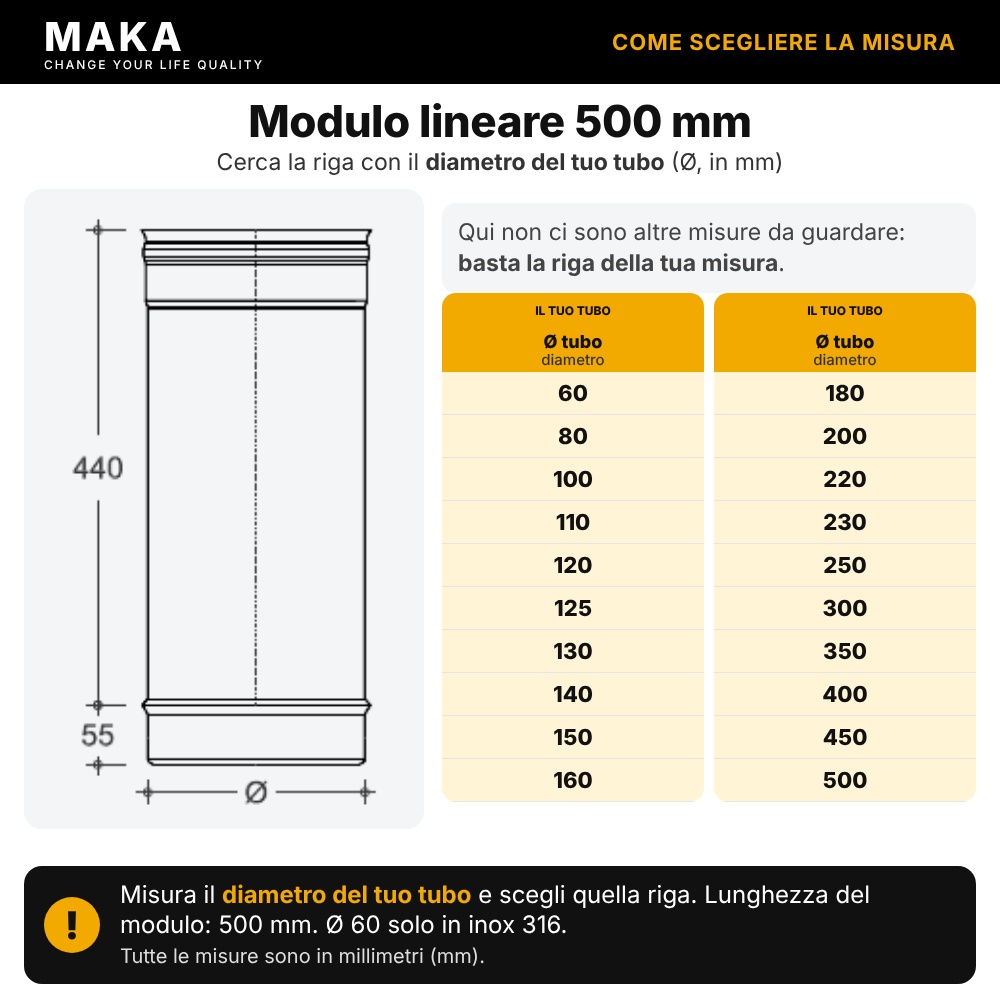 MAKA
CHANGE YOUR LIFE QUALITY
COME SCEGLIERE LA MISURA
Modulo lineare 500 mm
Cerca la riga con il diametro del tuo tubo (Ø, in mm)
440
55
Ø
Qui non ci sono altre misure da guardare:
basta la riga della tua misura.
IL TUO TUBO
Ø tubo
diametro
60
80
100
110
120
125
130
140
150
160
IL TUO TUBO
Ø tubo
diametro
180
200
220
230
250
300
350
400
450
500
!
Misura il diametro del tuo tubo e scegli quella riga. Lunghezza del
modulo: 500 mm. Ø 60 solo in inox 316.
Tutte le misure sono in millimetri (mm).